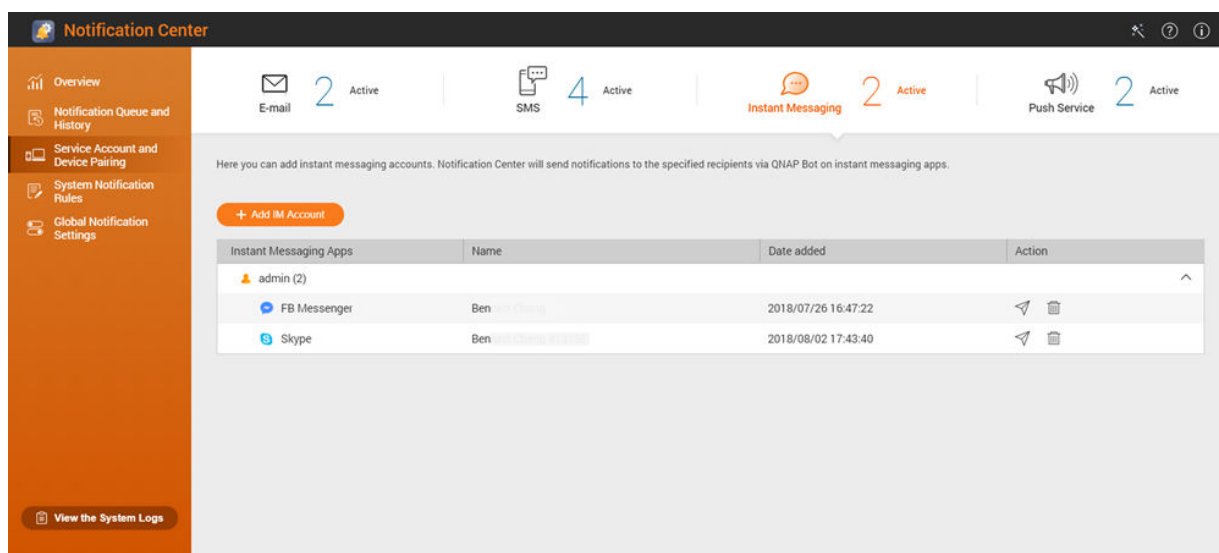 Notification Center
Overview
Notification Queue and
History
Service Account and
Device Pairing
System Notification
Rules
Global Notification
Settings
View the System Logs
E-mail 2 Active
SMS 4 Active
Instant Messaging 2 Active
Push Service 2 Active
Here you can add instant messaging accounts. Notification Center will send notifications to the specified recipients via QNAP Bot on instant messaging apps.
+ Add IM Account
Instant Messaging Apps Name Date added Action
admin (2)
FB Messenger Ben 2018/07/26 16:47:22
Skype Ben 2018/08/02 17:43:40